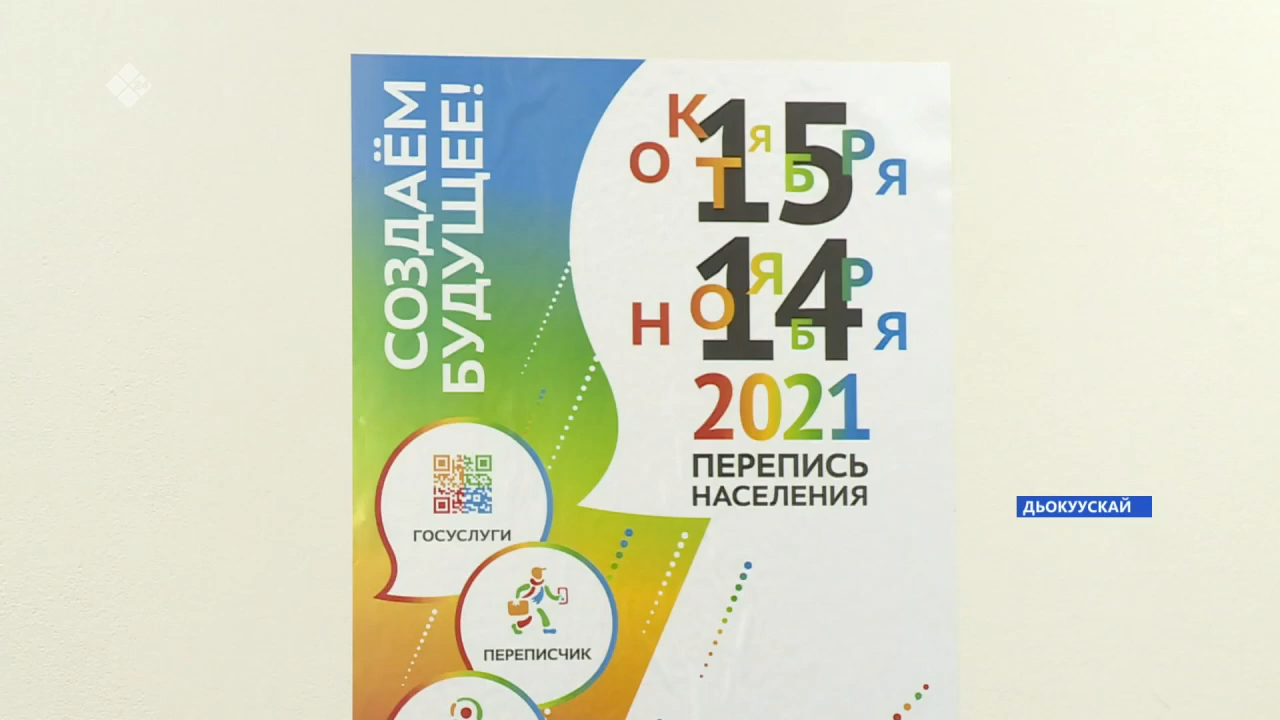 СОЗДАЁМ
БУДУЩЕЕ!
15 ОКТЯБРЯ
14 НОЯБРЯ
2021
ПЕРЕПИСЬ
НАСЕЛЕНИЯ
ГОСУСЛУГИ
ПЕРЕПИСЧИК
ДЬОКУУСКАЙ